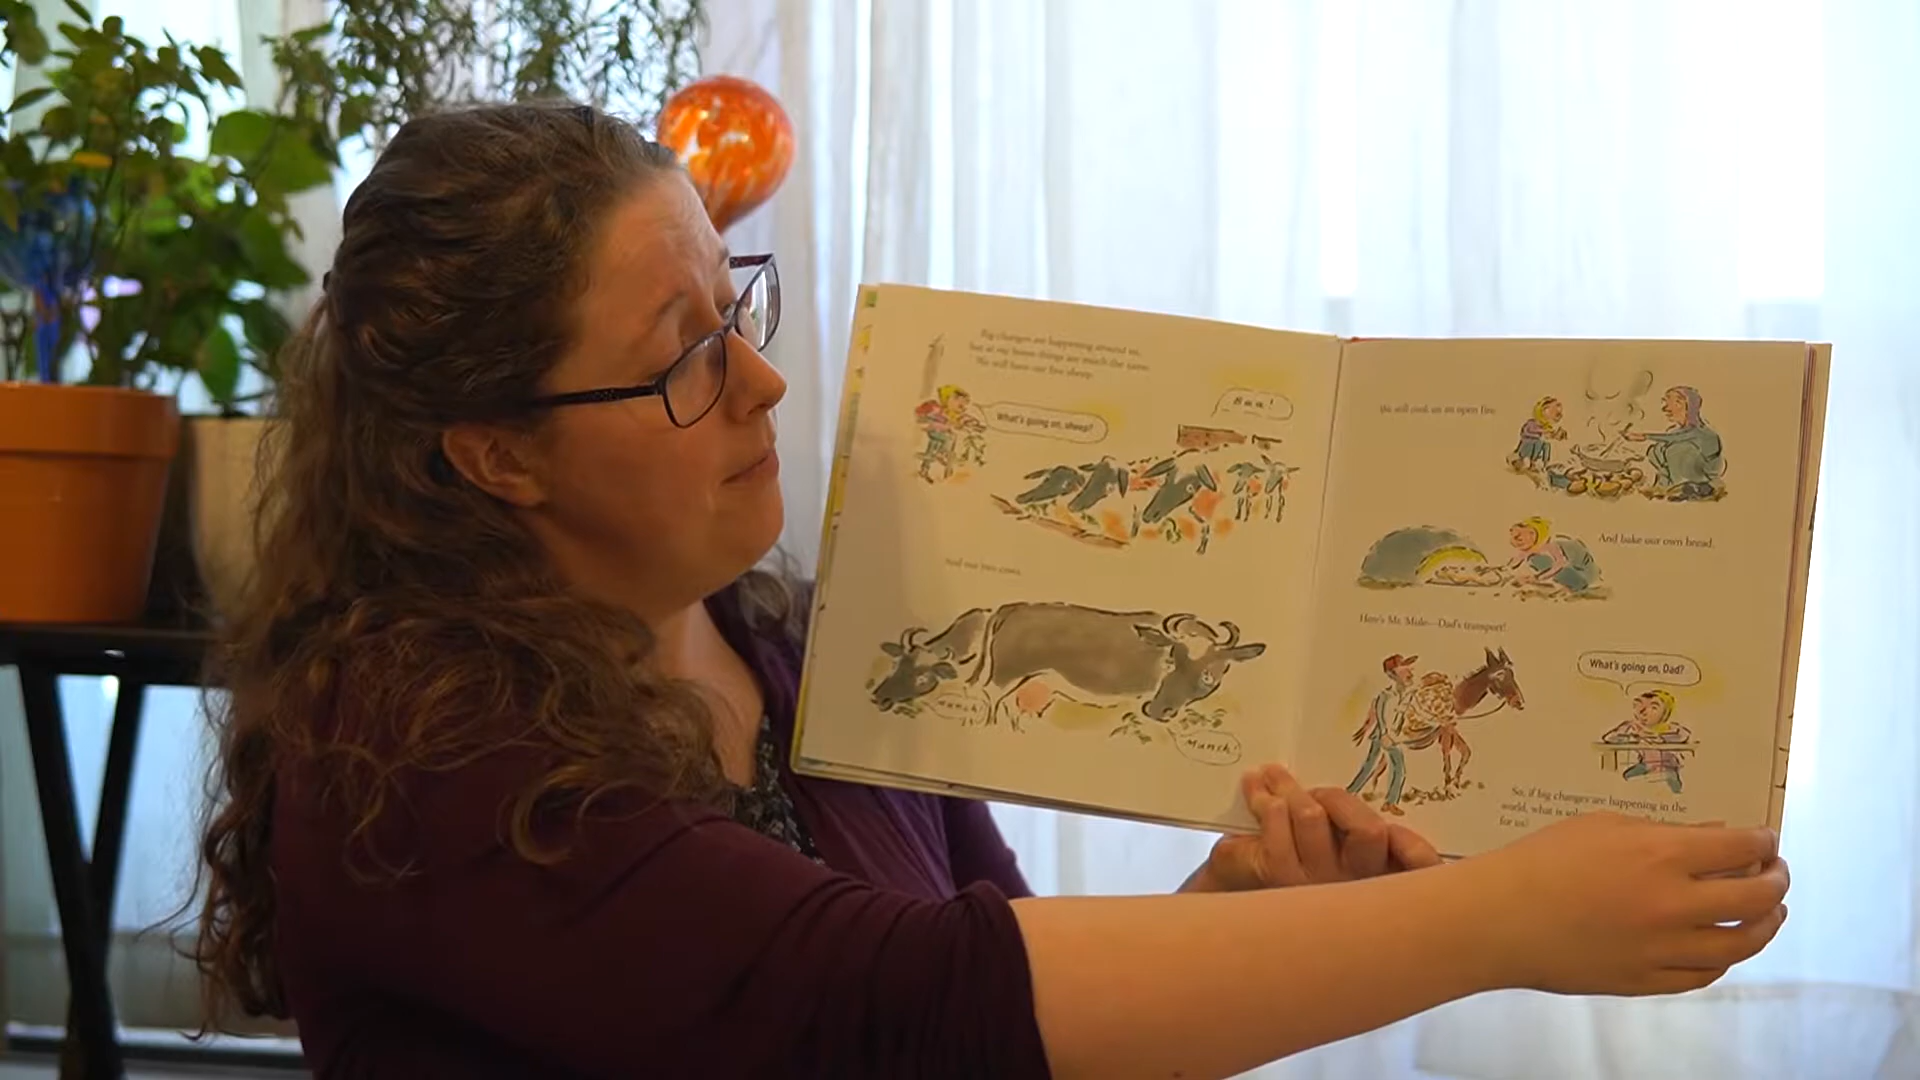 Big changes are happening around us,
but at my house things are much the same.
We still have our five sheep.
What's going on, sheep?
Baa!
And our two cows.
Munch!
Munch!
We still cook on an open fire.
And bake our own bread.
Here's Mr. Mule—Dad's transport!
What's going on, Dad?
So, if big changes are happening in the
world, what is
for us?